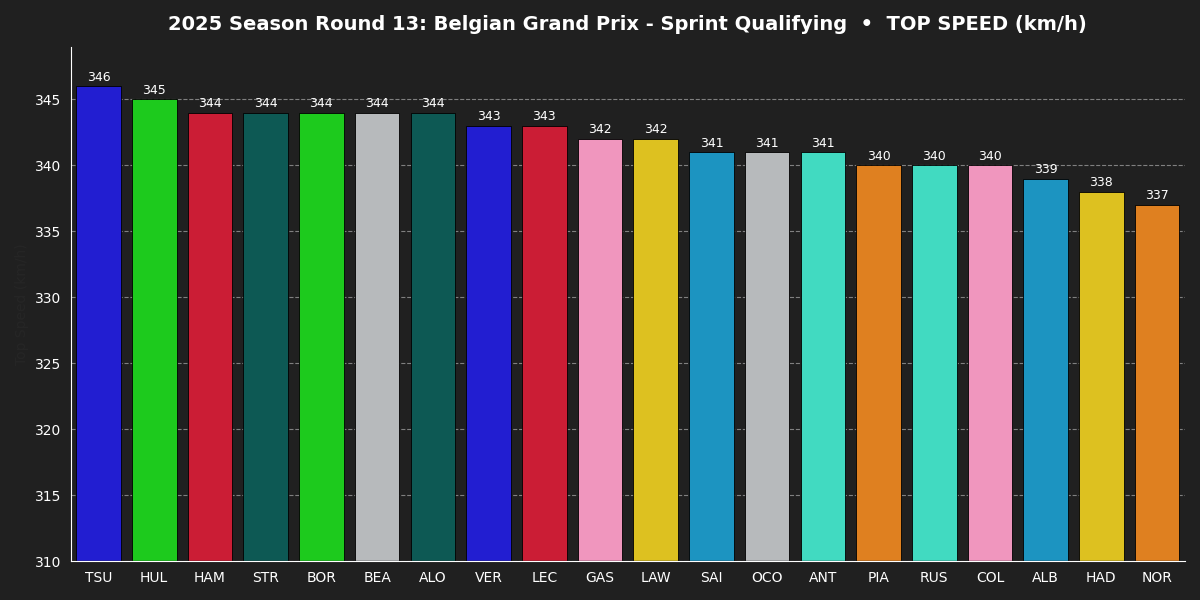 2025 Season Round 13: Belgian Grand Prix - Sprint Qualifying • TOP SPEED (km/h)
346 345 344 344 344 344 344 343 343 342 342 341 341 341 340 340 340 339 338 337
345
340
335
330
325
320
315
310
Top Speed (km/h)
TSU HUL HAM STR BOR BEA ALO VER LEC GAS LAW SAI OCO ANT PIA RUS COL ALB HAD NOR